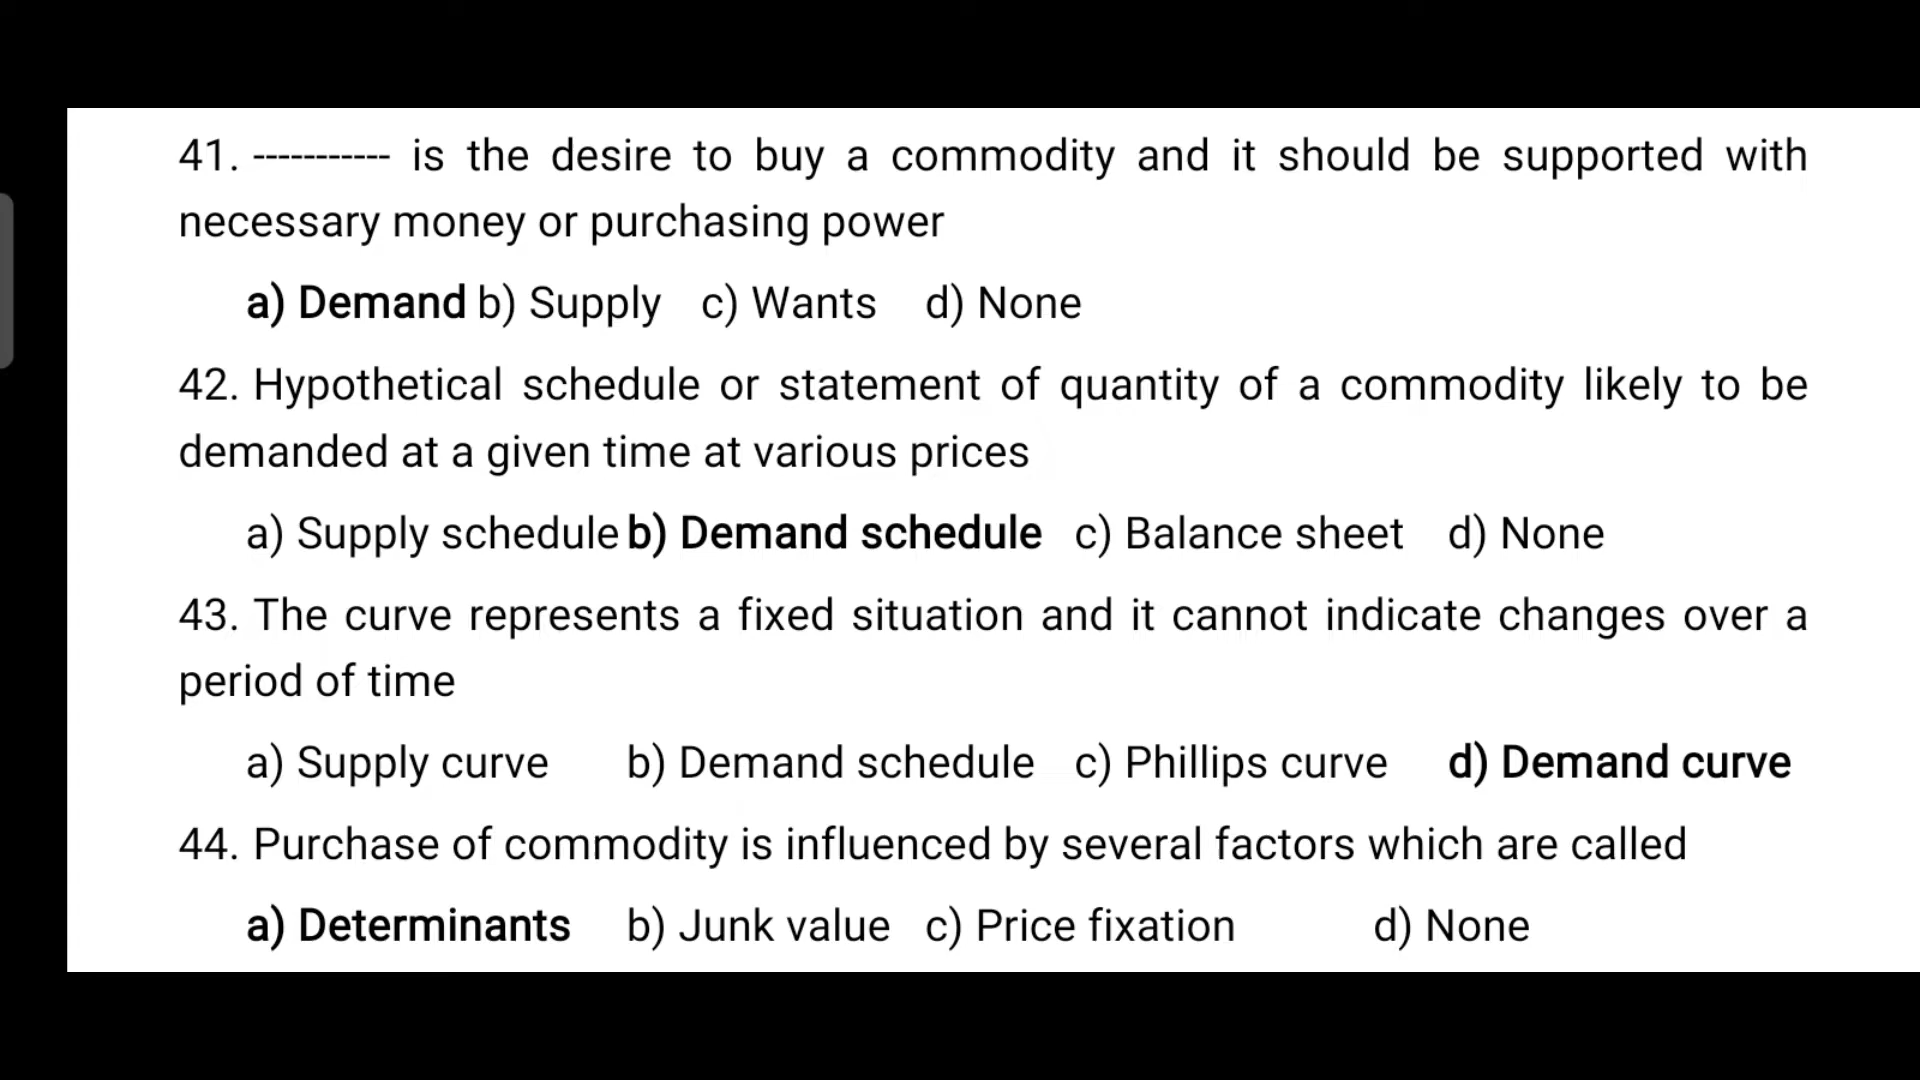 41. ----------- is the desire to buy a commodity and it should be supported with
necessary money or purchasing power
a) Demand b) Supply c) Wants d) None
42. Hypothetical schedule or statement of quantity of a commodity likely to be
demanded at a given time at various prices
a) Supply schedule b) Demand schedule c) Balance sheet d) None
43. The curve represents a fixed situation and it cannot indicate changes over a
period of time
a) Supply curve b) Demand schedule c) Phillips curve d) Demand curve
44. Purchase of commodity is influenced by several factors which are called
a) Determinants b) Junk value c) Price fixation d) None